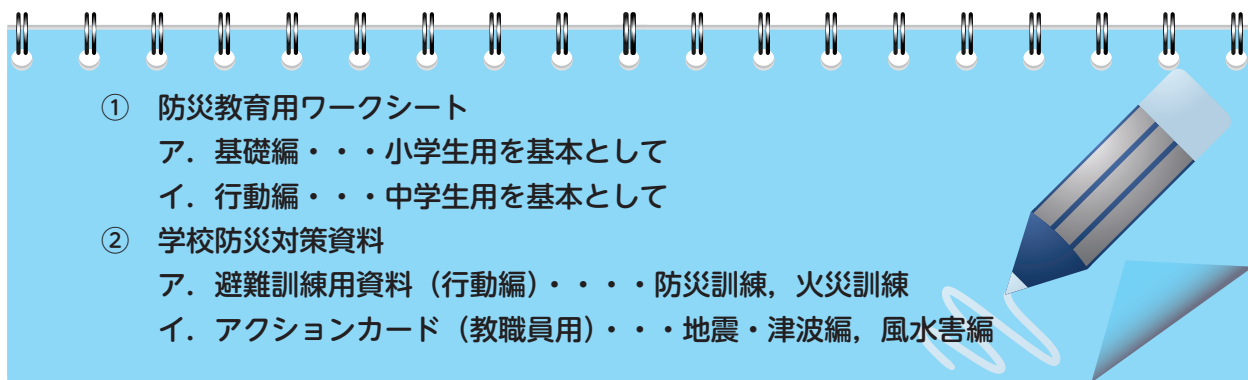 ① 防災教育用ワークシート
ア．基礎編・・・小学生用を基本として
イ．行動編・・・中学生用を基本として
② 学校防災対策資料
ア．避難訓練用資料（行動編）・・・・防災訓練，火災訓練
イ．アクションカード（教職員用）・・・地震・津波編，風水害編